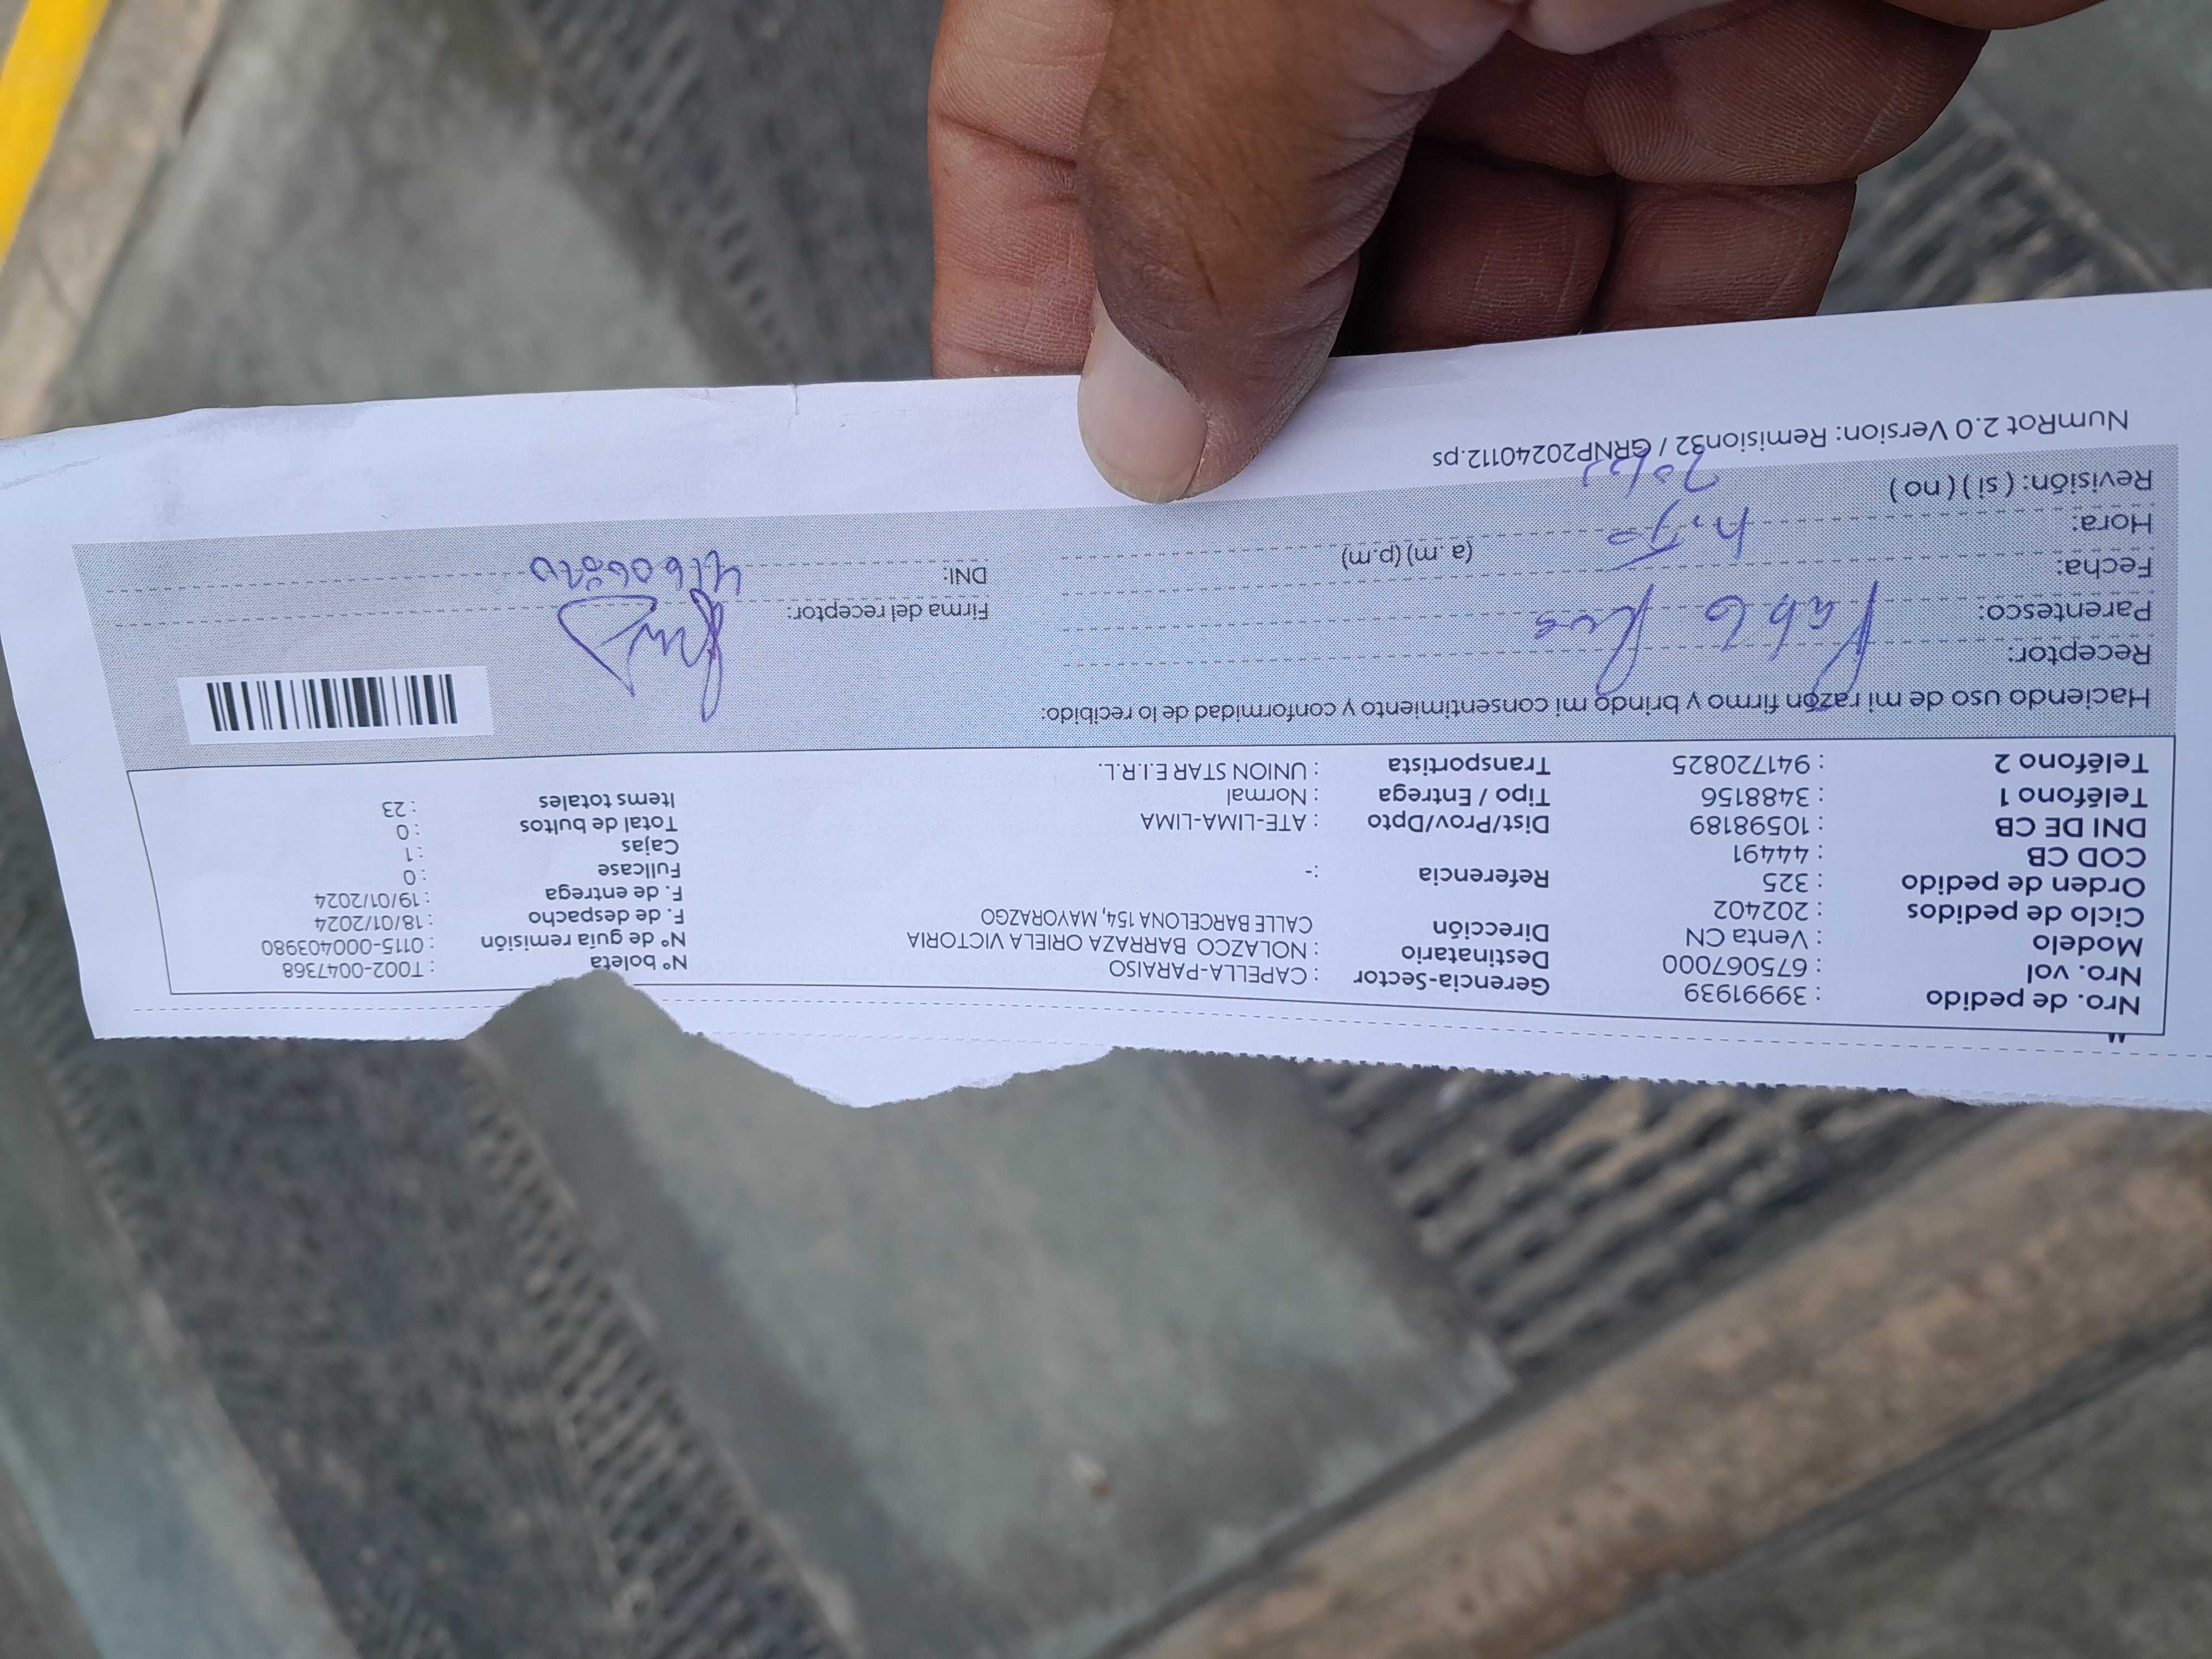 Nro. de pedido : 39991939 Gerencia-Sector : CAPELLA-PARAISO Nº boleta : T002-0047368
Nro. vol : 675067000 Destinatario : NOLAZCO BARRAZA ORIELA VICTORIA Nº de guia remisión : 0115-000403980
Modelo : Venta CN Dirección CALLE BARCELONA 154, MAYORAZGO F. de despacho : 18/01/2024
Ciclo de pedidos : 202402 F. de entrega : 19/01/2024
Orden de pedido : 325 Referencia :- Fullcase : 0
COD CB : 44491 Cajas : 1
DNI DE CB : 10598189 Dist/Prov/Dpto : ATE-LIMA-LIMA Total de bultos : 0
Teléfono 1 : 3488156 Tipo / Entrega : Normal Items totales : 23
Teléfono 2 : 941720825 Transportista : UNION STAR E.I.R.L.
Haciendo uso de mi razón firmo y brindo mi consentimiento y conformidad de lo recibido:
Receptor: Pablo
Parentesco: Firma del receptor:
Fecha: DNI:
Hora: (a.m) (p.m)
Revisión: ( si ) ( no )
NumRot 2.0 Version: Remision32 / GRNP20240112.ps